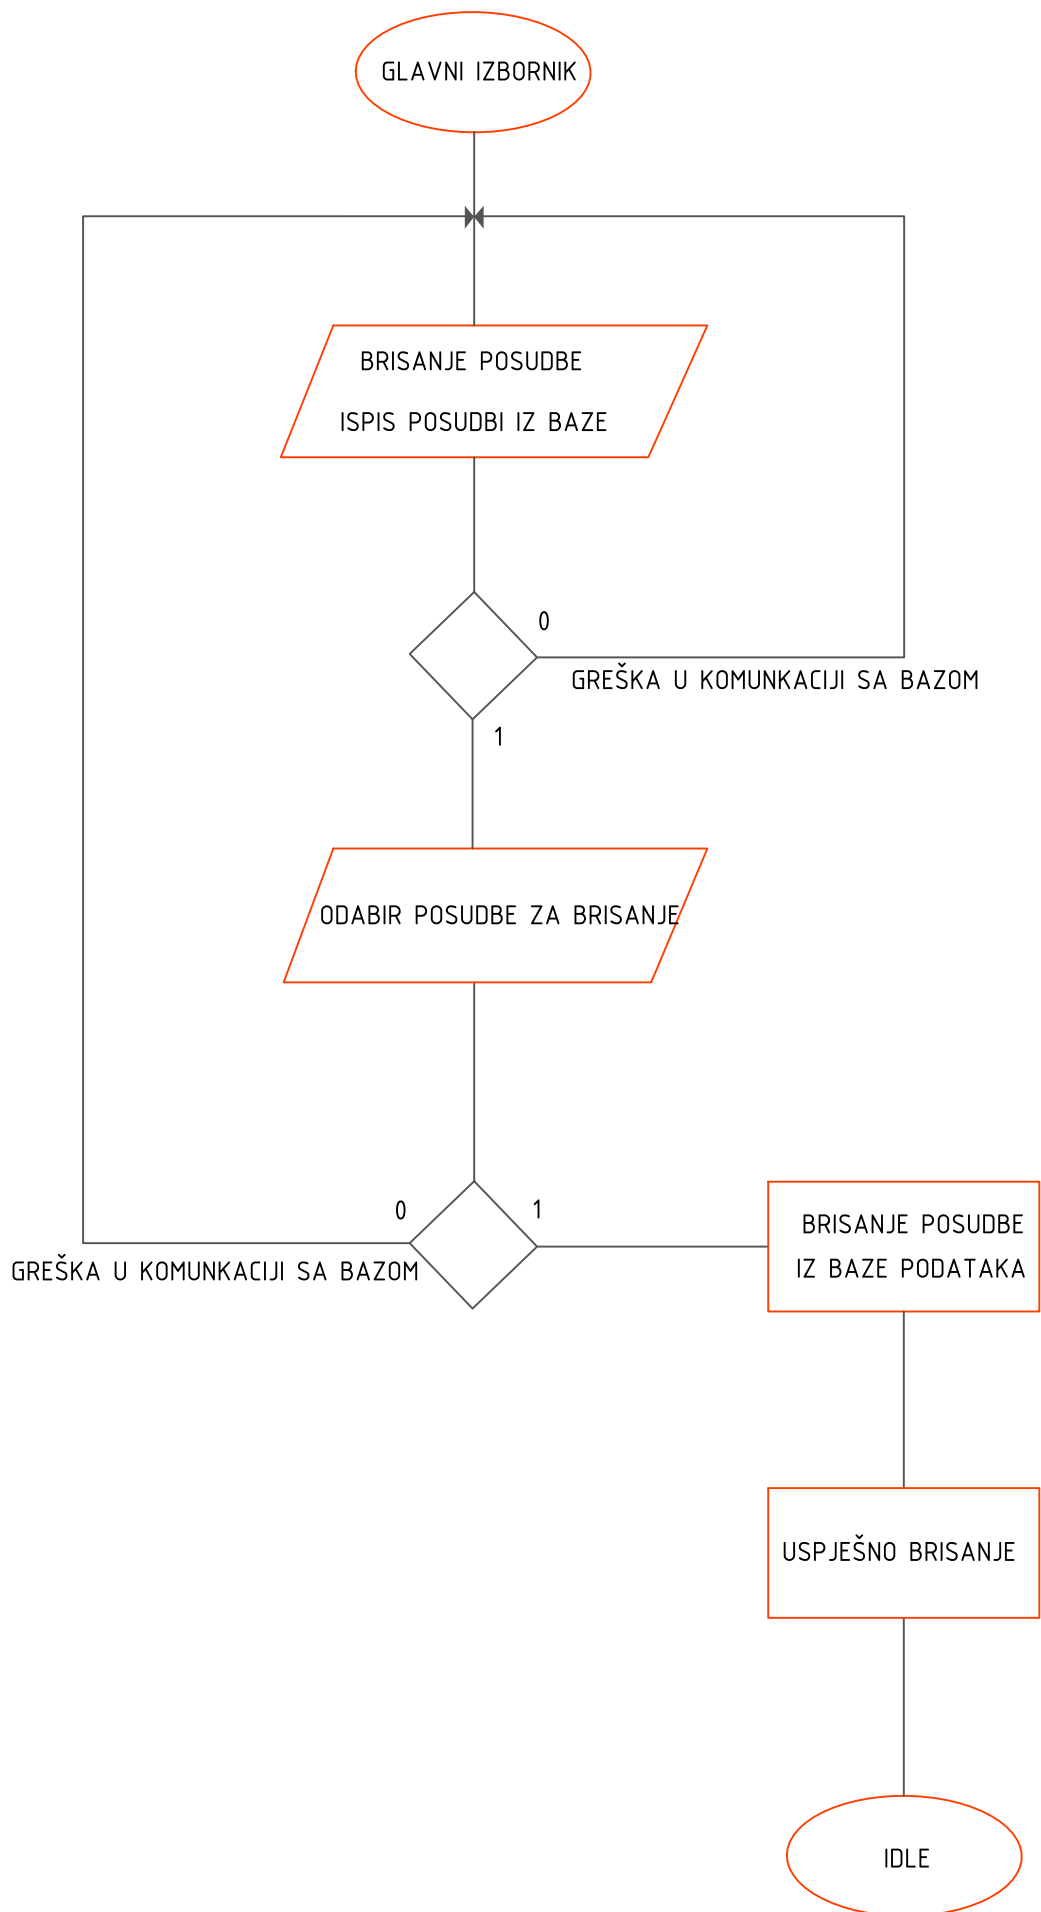 GLAVNI IZBORNIK
BRISANJE POSUDBE
ISPIS POSUDBI IZ BAZE
0
GREŠKA U KOMUNKACIJI SA BAZOM
1
ODABIR POSUDBE ZA BRISANJE
0
1
GREŠKA U KOMUNKACIJI SA BAZOM
BRISANJE POSUDBE
IZ BAZE PODATAKA
USPJEŠNO BRISANJE
IDLE